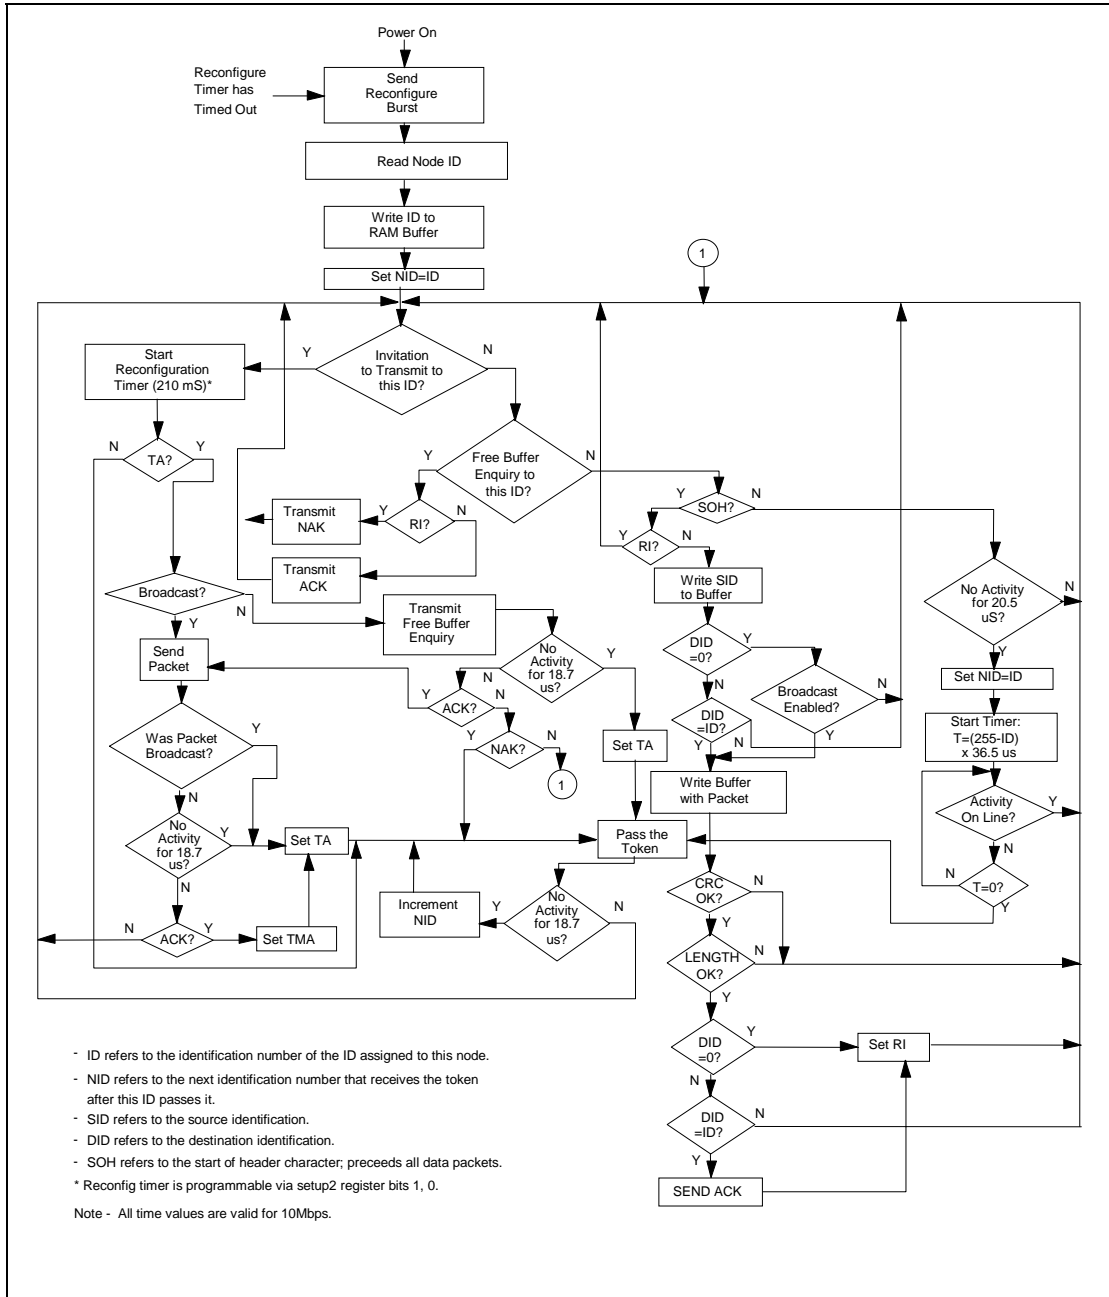 Power On
Reconfigure
Timer has
Timed Out
Send
Reconfigure
Burst
Read Node ID
Write ID to
RAM Buffer
Set NID=ID
1
Y
Invitation
to Transmit to
this ID?
N
Start
Reconfiguration
Timer (210 mS)*
N
TA?
Y
Y
Free Buffer
Enquiry to
this ID?
N
Transmit
NAK
Y
RI?
N
Transmit
ACK
Y
SOH?
N
Y
RI?
N
Write SID
to Buffer
No Activity
for 20.5
uS?
N
Y
Broadcast?
N
Y
Transmit
Free Buffer
Enquiry
Send
Packet
No
Activity
for 18.7
us?
Y
N
DID
=0?
Y
N
Broadcast
Enabled?
N
Y
Set NID=ID
Y
ACK?
N
DID
=ID?
N
Y
Start Timer:
T=(255-ID)
x 36.5 us
Was Packet
Broadcast?
Y
N
Y
NAK?
N
1
Set TA
Write Buffer
with Packet
Activity
On Line?
Y
N
No
Activity
for 18.7
us?
Y
N
Set TA
Pass the
Token
N
T=0?
Y
N
ACK?
Y
Set TMA
Increment
NID
Y
No
Activity
for 18.7
us?
N
CRC
OK?
N
Y
LENGTH
OK?
N
Y
DID
=0?
Y
N
Set RI
DID
=ID?
N
Y
SEND ACK
- ID refers to the identification number of the ID assigned to this node.
- NID refers to the next identification number that receives the token
after this ID passes it.
- SID refers to the source identification.
- DID refers to the destination identification.
- SOH refers to the start of header character; preceeds all data packets.
* Reconfig timer is programmable via setup2 register bits 1, 0.
Note - All time values are valid for 10Mbps.